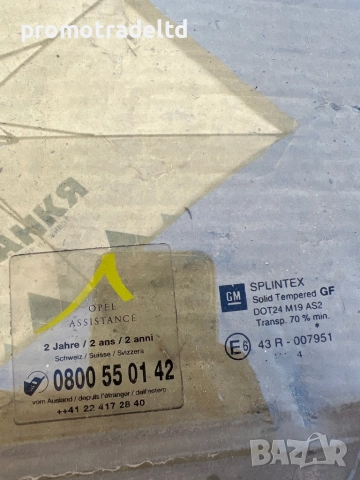 promotradeltd
КИНАЯ
OPEL
ASSISTANCE
2 Jahre / 2 ans / 2 anni
Schweiz / Suisse / Svizzera
0800 55 01 42
vom Ausland / depuis l'étranger / dall'estero
++41 22 417 28 40
GM
SPLINTEX
Solid Tempered GF
DOT24 M19 AS2
Transp. 70 % min.
E6 43 R - 007951
4
BAZAR
bg